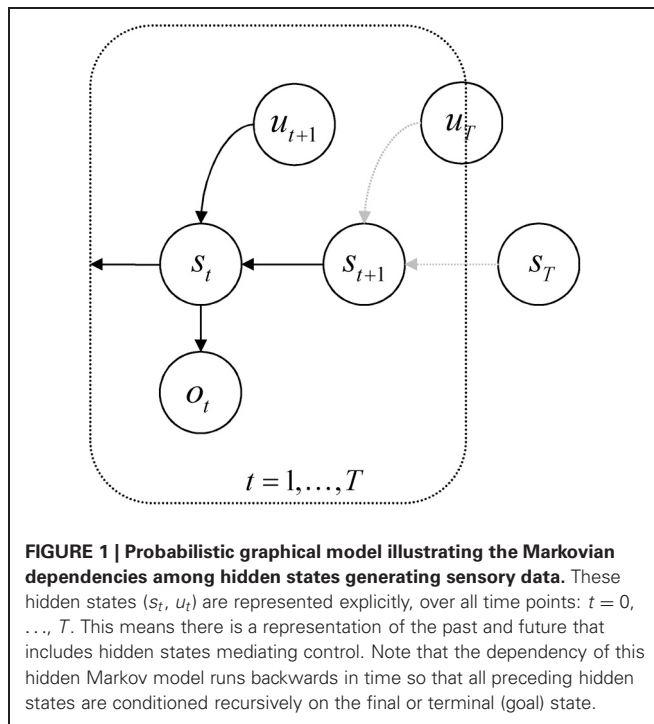 u_{t+1}
u_T
s_t
s_{t+1}
s_T
o_t
t = 1,…,T
FIGURE 1 | Probabilistic graphical model illustrating the Markovian
dependencies among hidden states generating sensory data. These
hidden states (s_t, u_t) are represented explicitly, over all time points: t = 0,
…, T. This means there is a representation of the past and future that
includes hidden states mediating control. Note that the dependency of this
hidden Markov model runs backwards in time so that all preceding hidden
states are conditioned recursively on the final or terminal (goal) state.